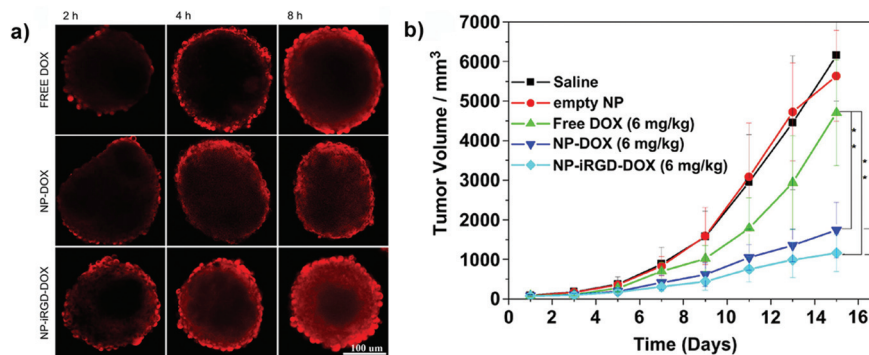 a)
2 h
4 h
8 h
FREE DOX
NP-DOX
NP-iRGD-DOX
100 um
b)
Tumor Volume / mm³
7000
6000
5000
4000
3000
2000
1000
0
Saline
empty NP
Free DOX (6 mg/kg)
NP-DOX (6 mg/kg)
NP-iRGD-DOX (6 mg/kg)
* *
* *
0 2 4 6 8 10 12 14 16
Time (Days)